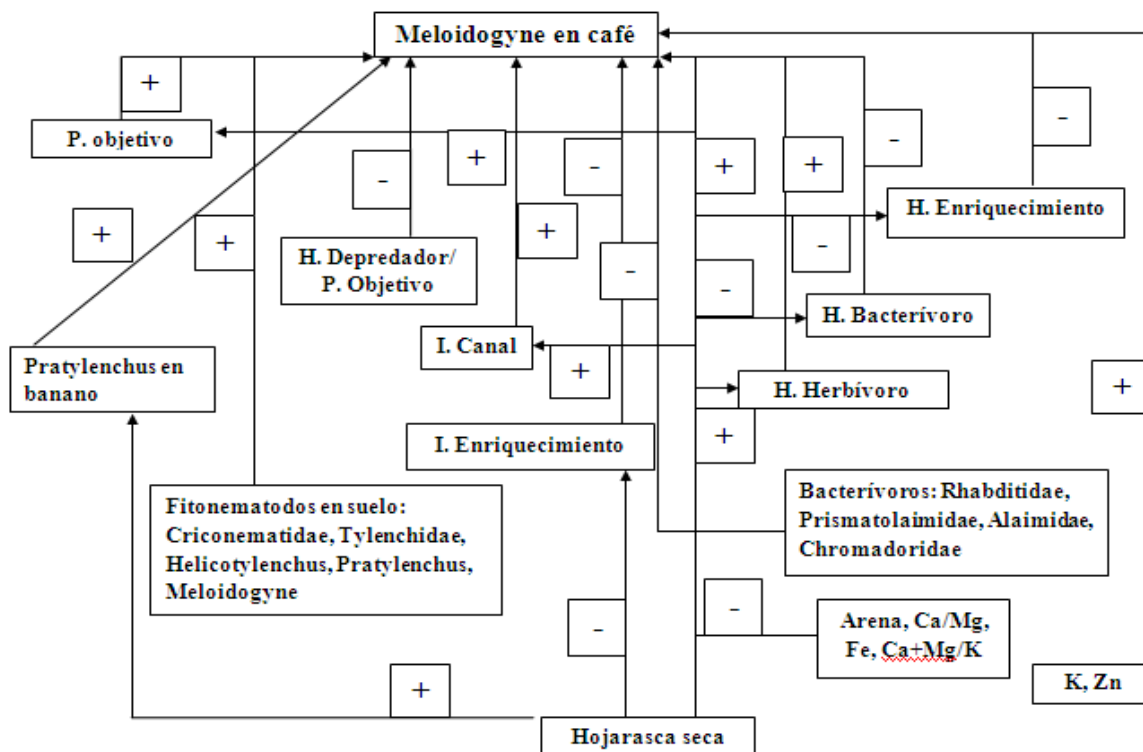 Meloidogyne en café
+
P. objetivo
-
+
-
+
+
-
-
H. Enriquecimiento
+
+
H. Depredador/
P. Objetivo
+
-
-
-
H. Bacterívoro
I. Canal
Pratylenchus en
banano
+
H. Herbívoro
+
+
I. Enriquecimiento
Fitonematodos en suelo:
Criconematidae, Tylenchidae,
Helicotylenchus, Pratylenchus,
Meloidogyne
Bacterívoros: Rhabditidae,
Prismatolaimidae, Alaimidae,
Chromadoridae
-
-
Arena, Ca/Mg,
Fe, Ca+Mg/K
K, Zn
+
Hojarasca seca